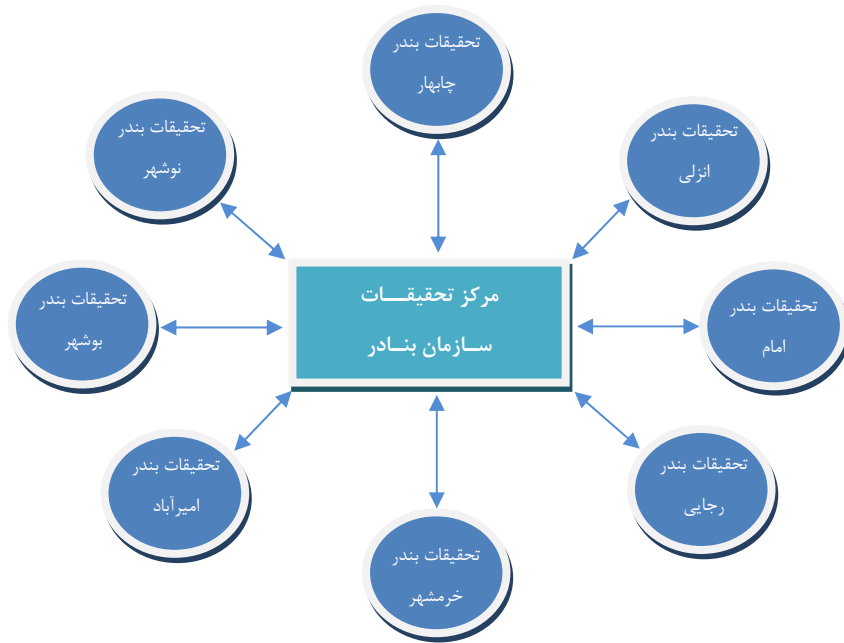 تحقیقات بندر
چابهار
تحقیقات بندر
انزلی
تحقیقات بندر
نوشهر
مرکز تحقیقـــات
ســازمان بنــادر
تحقیقات بندر
امام
تحقیقات بندر
بوشهر
تحقیقات بندر
رجایی
تحقیقات بندر
امیرآباد
تحقیقات بندر
خرمشهر